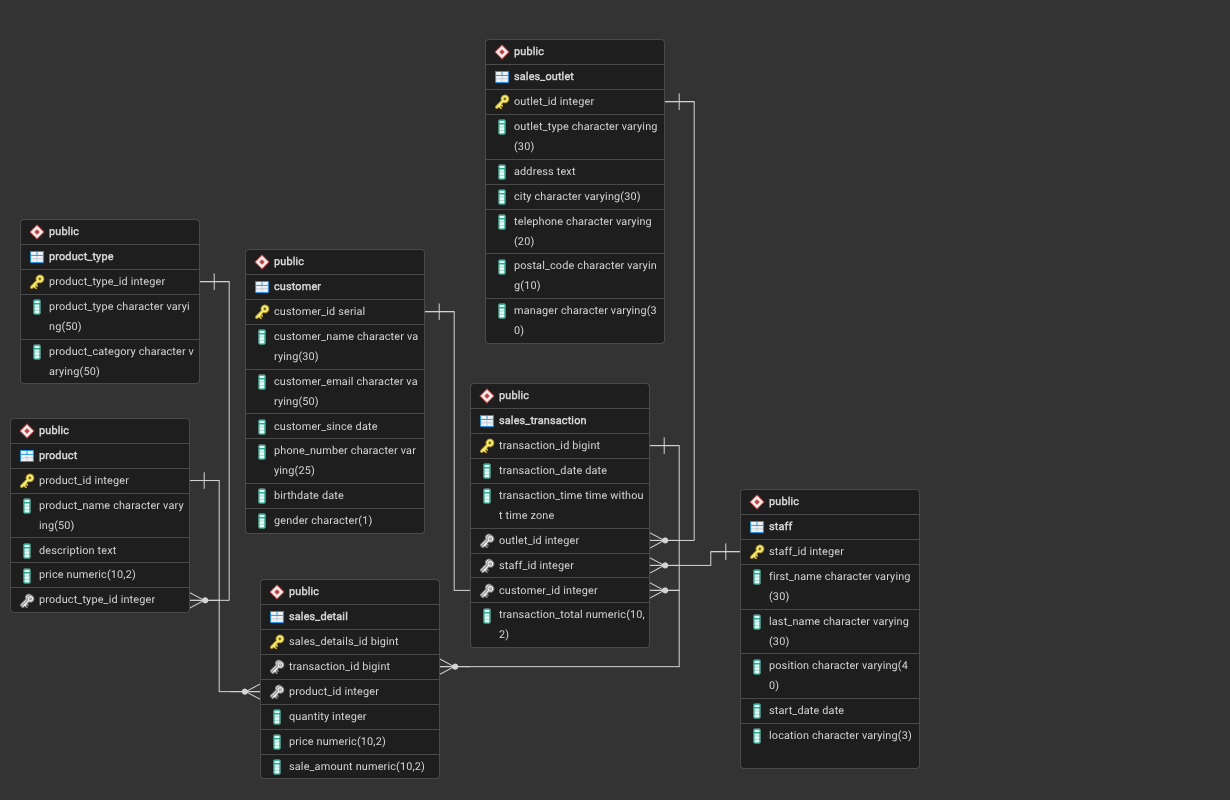 public
sales_outlet
outlet_id integer
outlet_type character varying
(30)
address text
city character varying(30)
telephone character varying
(20)
postal_code character varyin
g(10)
manager character varying(3
0)
public
product_type
product_type_id integer
product_type character varyi
ng(50)
product_category character v
arying(50)
public
customer
customer_id serial
customer_name character va
rying(30)
customer_email character va
rying(50)
customer_since date
phone_number character var
ying(25)
birthdate date
gender character(1)
public
sales_transaction
transaction_id bigint
transaction_date date
transaction_time time withou
t time zone
outlet_id integer
staff_id integer
customer_id integer
transaction_total numeric(10,
2)
public
product
product_id integer
product_name character vary
ing(50)
description text
price numeric(10,2)
product_type_id integer
public
staff
staff_id integer
first_name character varying
(30)
last_name character varying
(30)
position character varying(4
0)
start_date date
location character varying(3)
public
sales_detail
sales_details_id bigint
transaction_id bigint
product_id integer
quantity integer
price numeric(10,2)
sale_amount numeric(10,2)